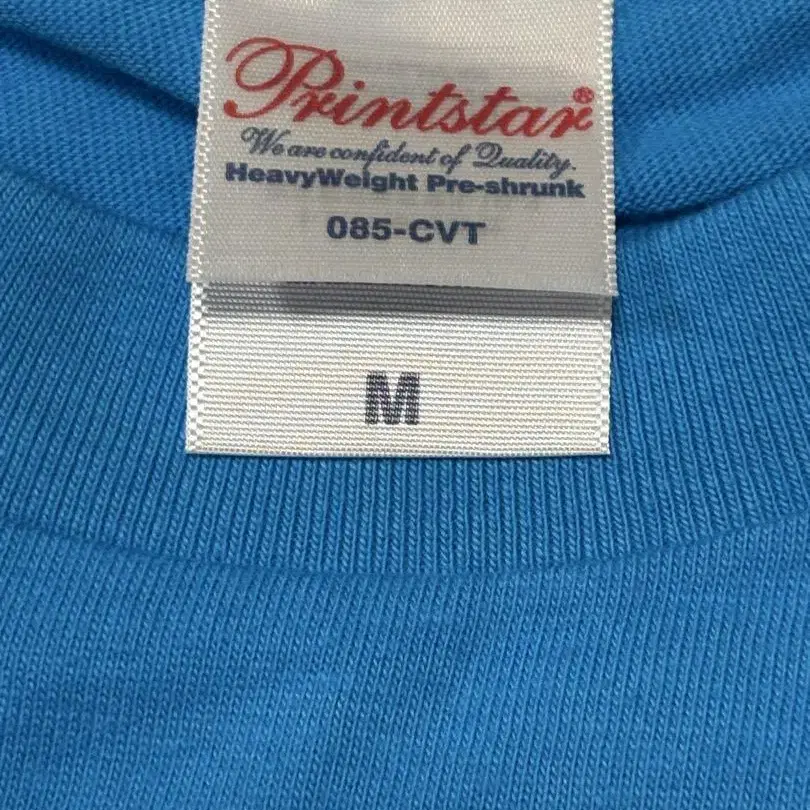 Printstar®
We are confident of Quality.
HeavyWeight Pre-shrunk
085-CVT
M